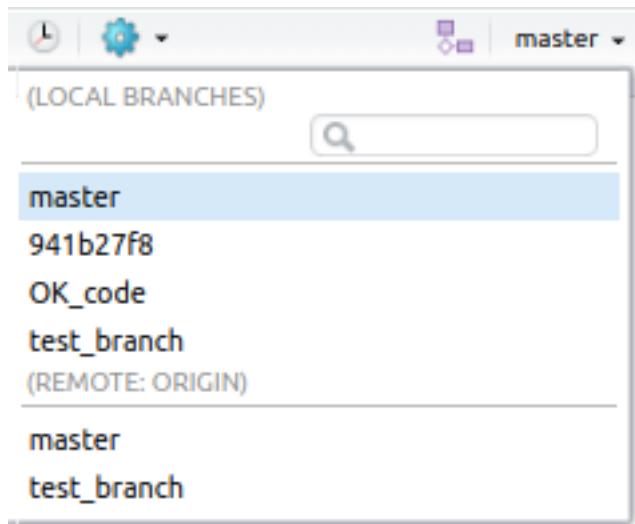 master
(LOCAL BRANCHES)
master
941b27f8
OK_code
test_branch
(REMOTE: ORIGIN)
master
test_branch